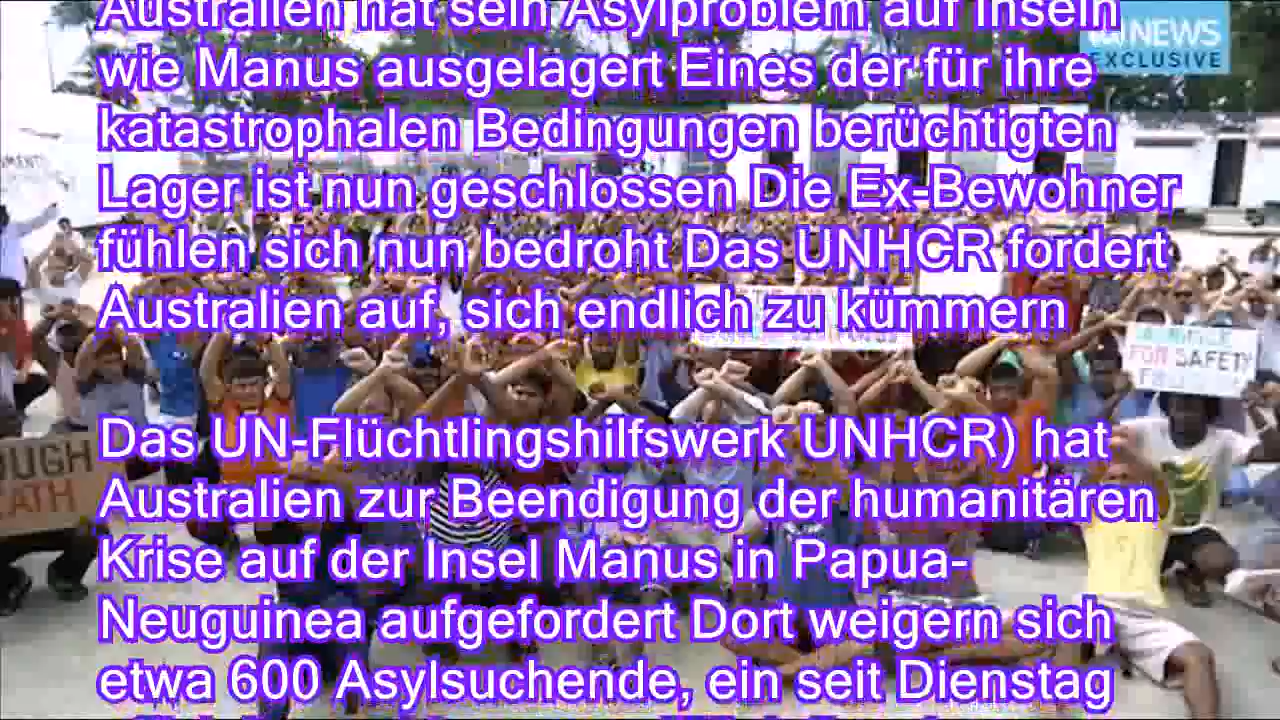 Australien hat sein Asylproblem auf Inseln
wie Manus ausgelagert Eines der für ihre
katastrophalen Bedingungen berüchtigten
Lager ist nun geschlossen Die Ex-Bewohner
fühlen sich nun bedroht Das UNHCR fordert
Australien auf, sich endlich zu kümmern
Das UN-Flüchtlingshilfswerk UNHCR) hat
Australien zur Beendigung der humanitären
Krise auf der Insel Manus in Papua-
Neuguinea aufgefordert Dort weigern sich
etwa 600 Asylsuchende, ein seit Dienstag
NEWS
EXCLUSIVE
FOR SAFETY